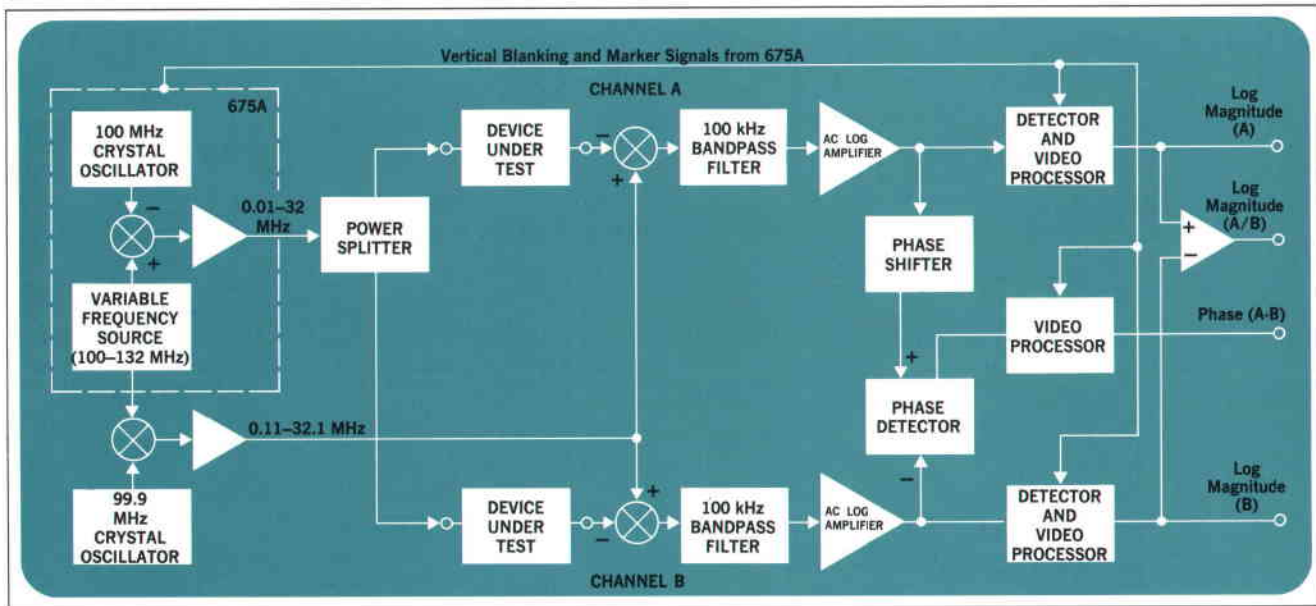 Vertical Blanking and Marker Signals from 675A
CHANNEL A
675A
100 MHz
CRYSTAL
OSCILLATOR
−
+
VARIABLE
FREQUENCY
SOURCE
(100–132 MHz)
0.01–32
MHz
POWER
SPLITTER
0.11–32.1 MHz
99.9
MHz
CRYSTAL
OSCILLATOR
DEVICE
UNDER
TEST
−
+
100 kHz
BANDPASS
FILTER
AC LOG
AMPLIFIER
DETECTOR
AND
VIDEO
PROCESSOR
Log
Magnitude
(A)
PHASE
SHIFTER
+
PHASE
DETECTOR
−
VIDEO
PROCESSOR
+
−
Log
Magnitude
(A/B)
Phase (A-B)
DEVICE
UNDER
TEST
+
−
100 kHz
BANDPASS
FILTER
AC LOG
AMPLIFIER
DETECTOR
AND
VIDEO
PROCESSOR
Log
Magnitude
(B)
CHANNEL B